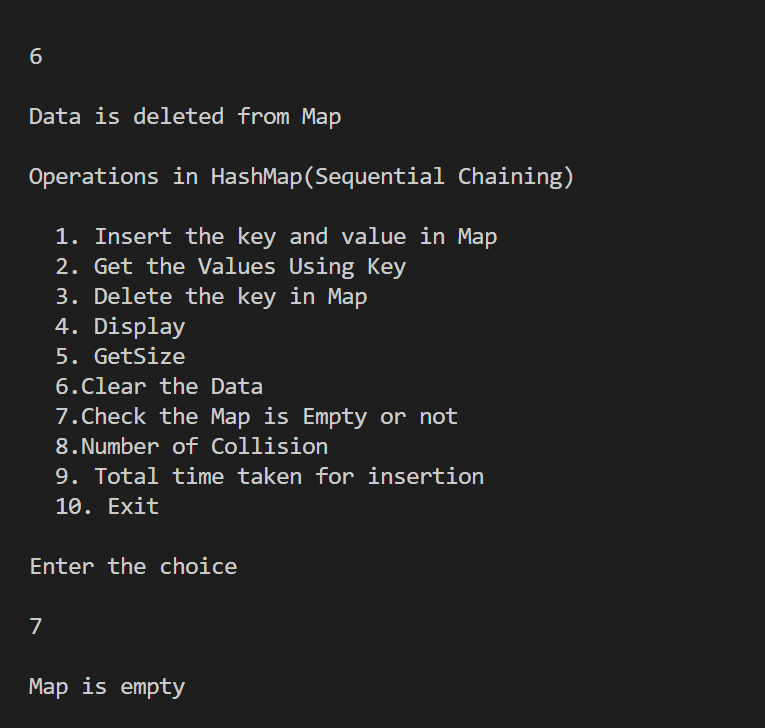 6
Data is deleted from Map
Operations in HashMap(Sequential Chaining)
1. Insert the key and value in Map
2. Get the Values Using Key
3. Delete the key in Map
4. Display
5. GetSize
6.Clear the Data
7.Check the Map is Empty or not
8.Number of Collision
9. Total time taken for insertion
10. Exit
Enter the choice
7
Map is empty